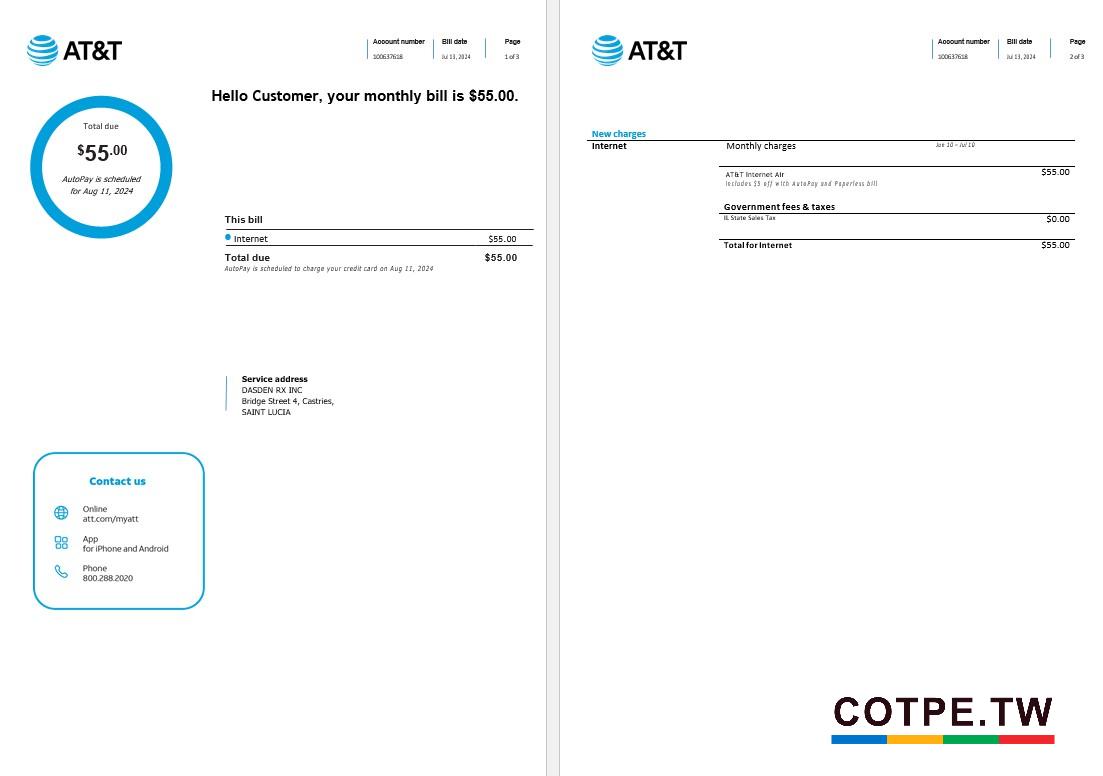 AT&T
Account number Bill date Page
100637618 Jul 13, 2024 1 of 3
Hello Customer, your monthly bill is $55.00.
Total due
$55.00
AutoPay is scheduled
for Aug 11, 2024
This bill
Internet $55.00
Total due $55.00
AutoPay is scheduled to charge your credit card on Aug 11, 2024
Service address
DASDEN RX INC
Bridge Street 4, Castries,
SAINT LUCIA
Contact us
Online
att.com/myatt
App
for iPhone and Android
Phone
800.288.2020
AT&T
Account number Bill date Page
100637618 Jul 13, 2024 2 of 3
New charges
Internet Monthly charges Jun 10 – Jul 10
AT&T Internet Air $55.00
Includes $5 off with AutoPay and Paperless bill
Government fees & taxes
IL State Sales Tax $0.00
Total for Internet $55.00
COTPE.TW